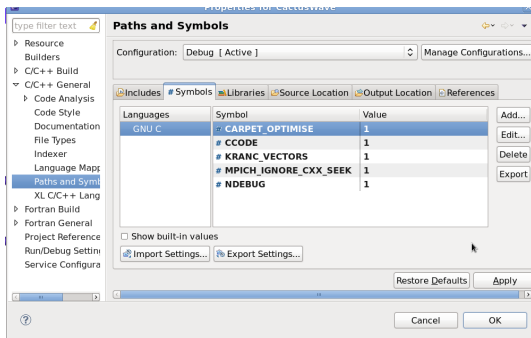 Properties for CactusWave
type filter text
Paths and Symbols
Resource
Builders
C/C++ Build
C/C++ General
Code Analysis
Code Style
Documentation
File Types
Indexer
Language Mapp
Paths and Symb
XL C/C++ Lang
Fortran Build
Fortran General
Project Reference
Run/Debug Setting
Service Configura
Configuration: Debug [ Active ] Manage Configurations...
Includes # Symbols Libraries Source Location Output Location References
Languages Symbol Value
GNU C # CARPET_OPTIMISE 1
# CCODE 1
# KRANC_VECTORS 1
# MPICH_IGNORE_CXX_SEEK 1
# NDEBUG 1
Add...
Edit...
Delete
Export
Show built-in values
Import Settings... Export Settings...
Restore Defaults Apply
Cancel OK